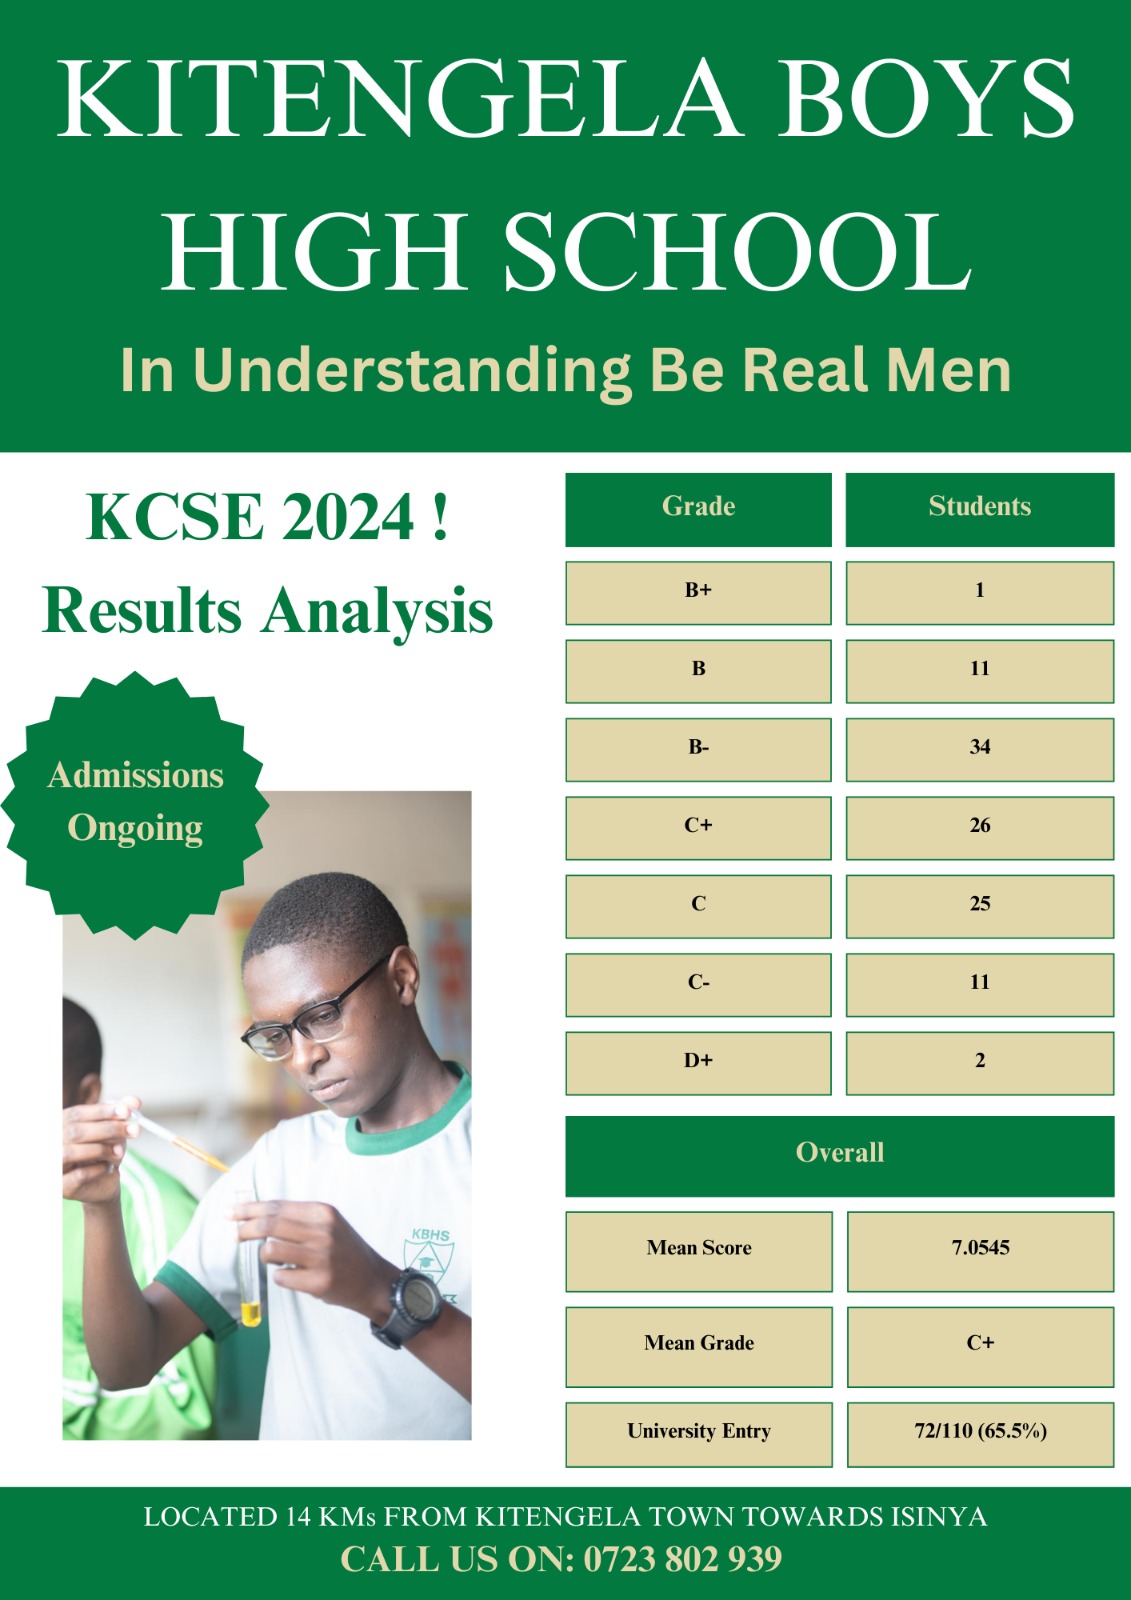 KITENGELA BOYS
HIGH SCHOOL
In Understanding Be Real Men
KCSE 2024 !
Results Analysis
Admissions
Ongoing
KBHS
Grade Students
B+ 1
B 11
B- 34
C+ 26
C 25
C- 11
D+ 2
Overall
Mean Score 7.0545
Mean Grade C+
University Entry 72/110 (65.5%)
LOCATED 14 KMs FROM KITENGELA TOWN TOWARDS ISINYA
CALL US ON: 0723 802 939